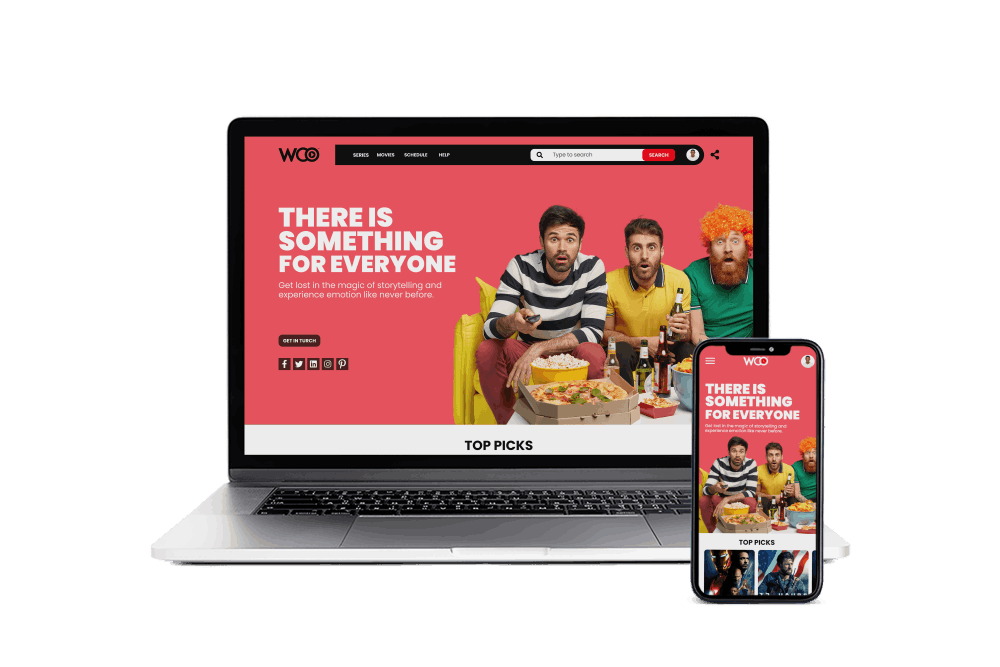 WOO
SERIES MOVIES SCHEDULE HELP
Type to search
SEARCH
THERE IS
SOMETHING
FOR EVERYONE
Get lost in the magic of storytelling and
experience emotion like never before.
GET IN TURCH
TOP PICKS
WOO
THERE IS
SOMETHING
FOR EVERYONE
Get lost in the magic of storytelling and
experience emotion like never before.
TOP PICKS